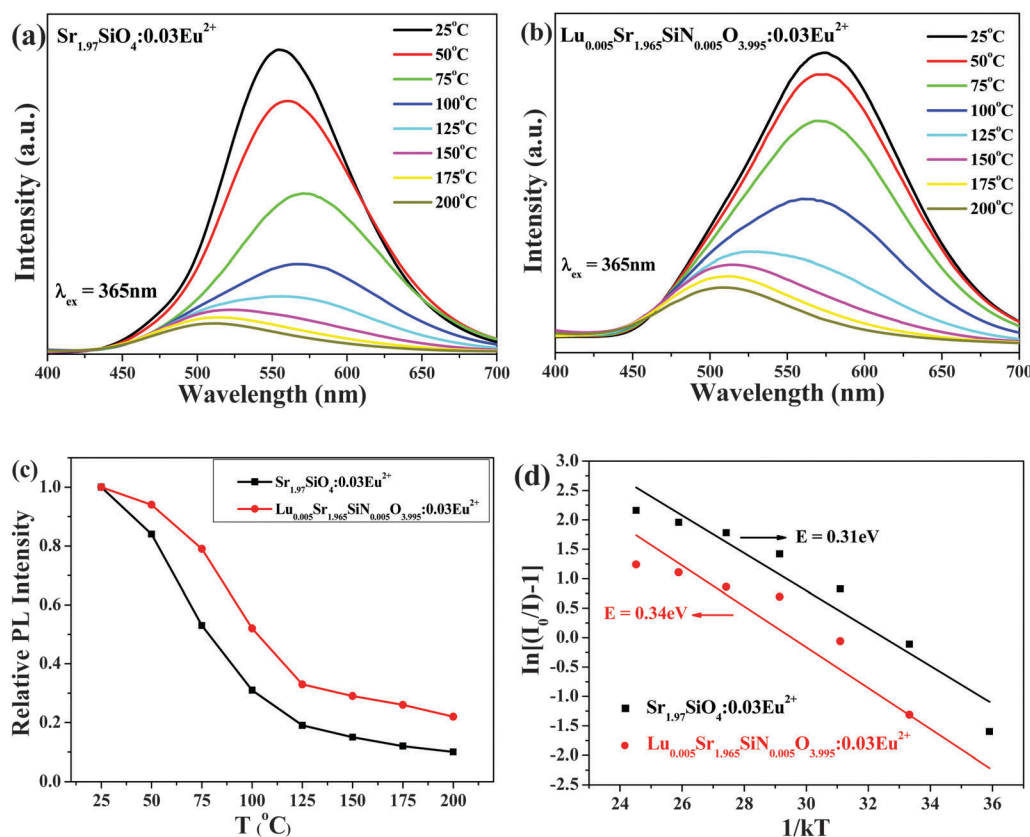 (a) Sr₁.₉₇SiO₄:0.03Eu²⁺
25°C
50°C
75°C
100°C
125°C
150°C
175°C
200°C
λₑₓ = 365nm
Intensity (a.u.)
400 450 500 550 600 650 700
Wavelength (nm)
(b) Lu₀.₀₀₅Sr₁.₉₆₅SiN₀.₀₀₅O₃.₉₉₅:0.03Eu²⁺
25°C
50°C
75°C
100°C
125°C
150°C
175°C
200°C
λₑₓ = 365nm
Intensity (a.u.)
400 450 500 550 600 650 700
Wavelength (nm)
(c)
Sr₁.₉₇SiO₄:0.03Eu²⁺
Lu₀.₀₀₅Sr₁.₉₆₅SiN₀.₀₀₅O₃.₉₉₅:0.03Eu²⁺
Relative PL Intensity
1.0
0.8
0.6
0.4
0.2
0.0
25 50 75 100 125 150 175 200
T (°C)
(d)
In[(I₀/I)-1]
3.0
2.5
2.0
1.5
1.0
0.5
0.0
-0.5
-1.0
-1.5
-2.0
-2.5
E = 0.31eV
E = 0.34eV
Sr₁.₉₇SiO₄:0.03Eu²⁺
Lu₀.₀₀₅Sr₁.₉₆₅SiN₀.₀₀₅O₃.₉₉₅:0.03Eu²⁺
24 26 28 30 32 34 36
1/kT